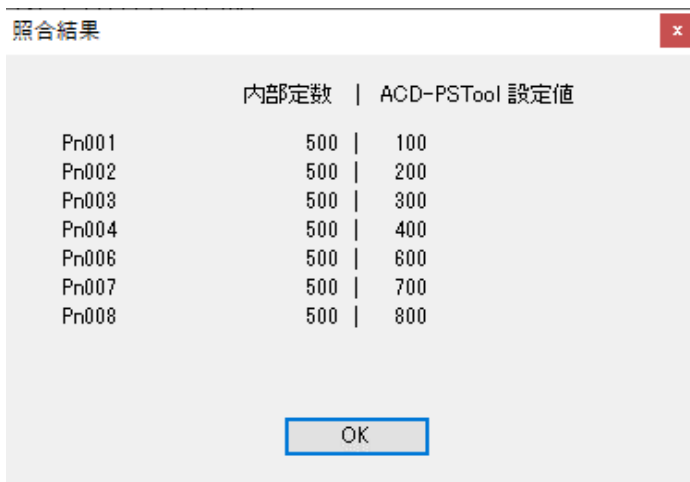 照合結果
x
内部定数 | ACD-PSTool 設定値
Pn001 500 | 100
Pn002 500 | 200
Pn003 500 | 300
Pn004 500 | 400
Pn006 500 | 600
Pn007 500 | 700
Pn008 500 | 800
OK